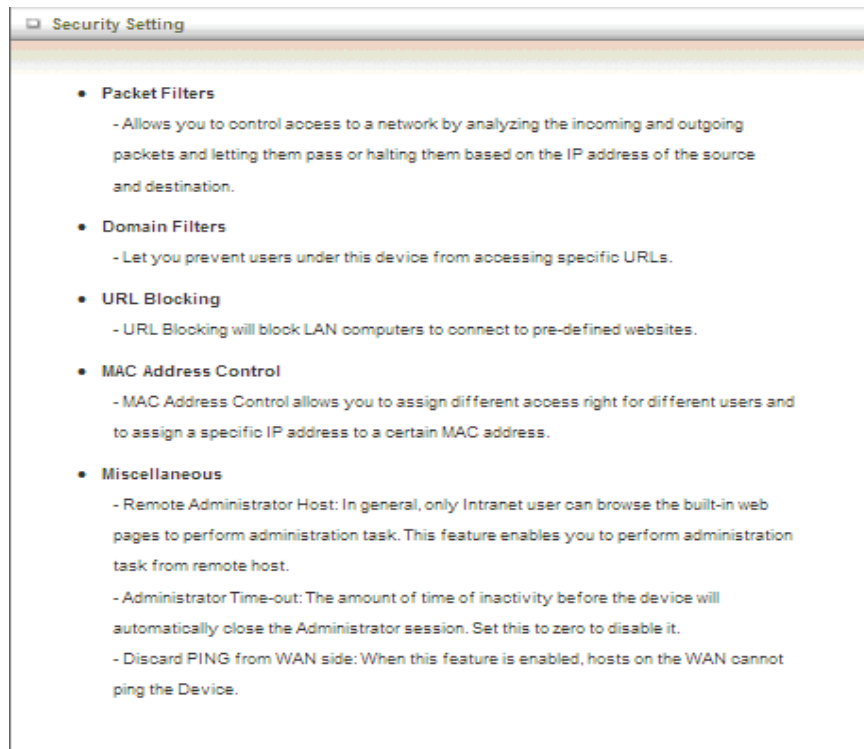 Security Setting
• Packet Filters
- Allows you to control access to a network by analyzing the incoming and outgoing
packets and letting them pass or halting them based on the IP address of the source
and destination.
• Domain Filters
- Let you prevent users under this device from accessing specific URLs.
• URL Blocking
- URL Blocking will block LAN computers to connect to pre-defined websites.
• MAC Address Control
- MAC Address Control allows you to assign different access right for different users and
to assign a specific IP address to a certain MAC address.
• Miscellaneous
- Remote Administrator Host: In general, only Intranet user can browse the built-in web
pages to perform administration task. This feature enables you to perform administration
task from remote host.
- Administrator Time-out: The amount of time of inactivity before the device will
automatically close the Administrator session. Set this to zero to disable it.
- Discard PING from WAN side: When this feature is enabled, hosts on the WAN cannot
ping the Device.